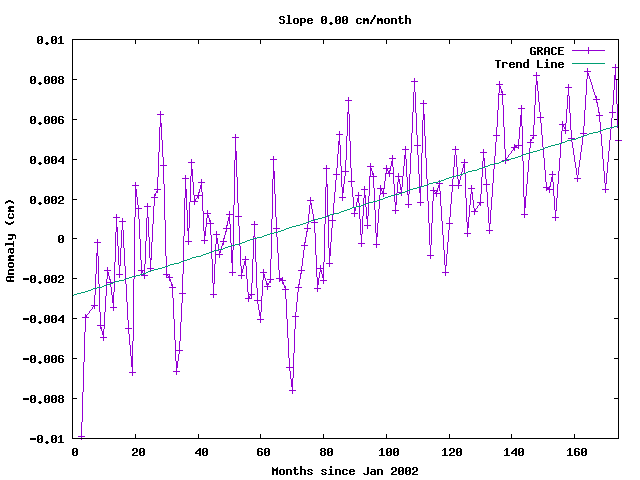 Slope 0.00 cm/month
GRACE
Trend Line
0.01
0.008
0.006
0.004
0.002
0
-0.002
-0.004
-0.006
-0.008
-0.01
Anomaly (cm)
0 20 40 60 80 100 120 140 160
Months since Jan 2002